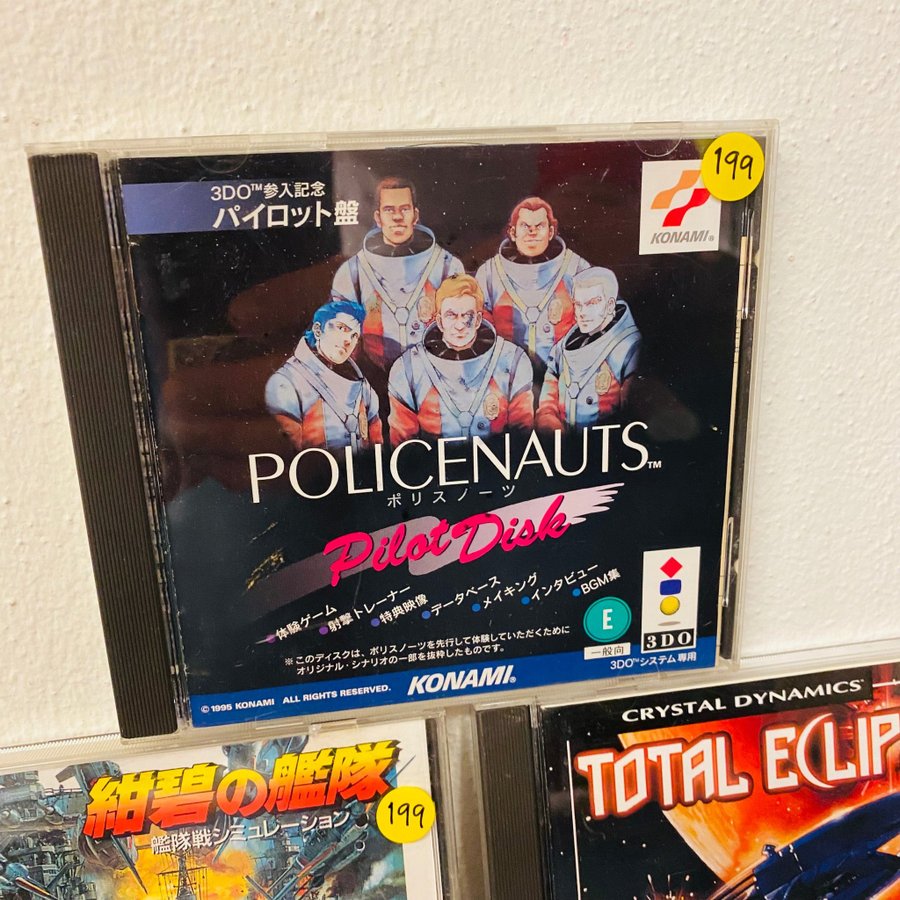 3DO™参入記念
パイロット盤
199
KONAMI®
POLICENAUTS™
ポリスノーツ
Pilot Disk
●体験ゲーム
●射撃トレーナー
●特典映像
●データベース
●メイキング
●インタビュー
●BGM集
※このディスクは、ポリスノーツを先行して体験していただくために
オリジナル・シナリオの一部を抜粋したものです。
E
一般向
3DO
3DO™システム専用
© 1995 KONAMI ALL RIGHTS RESERVED.
KONAMI®
紺碧の艦隊
艦隊戦シミュレーション
199
CRYSTAL DYNAMICS™
TOTAL ECLIP